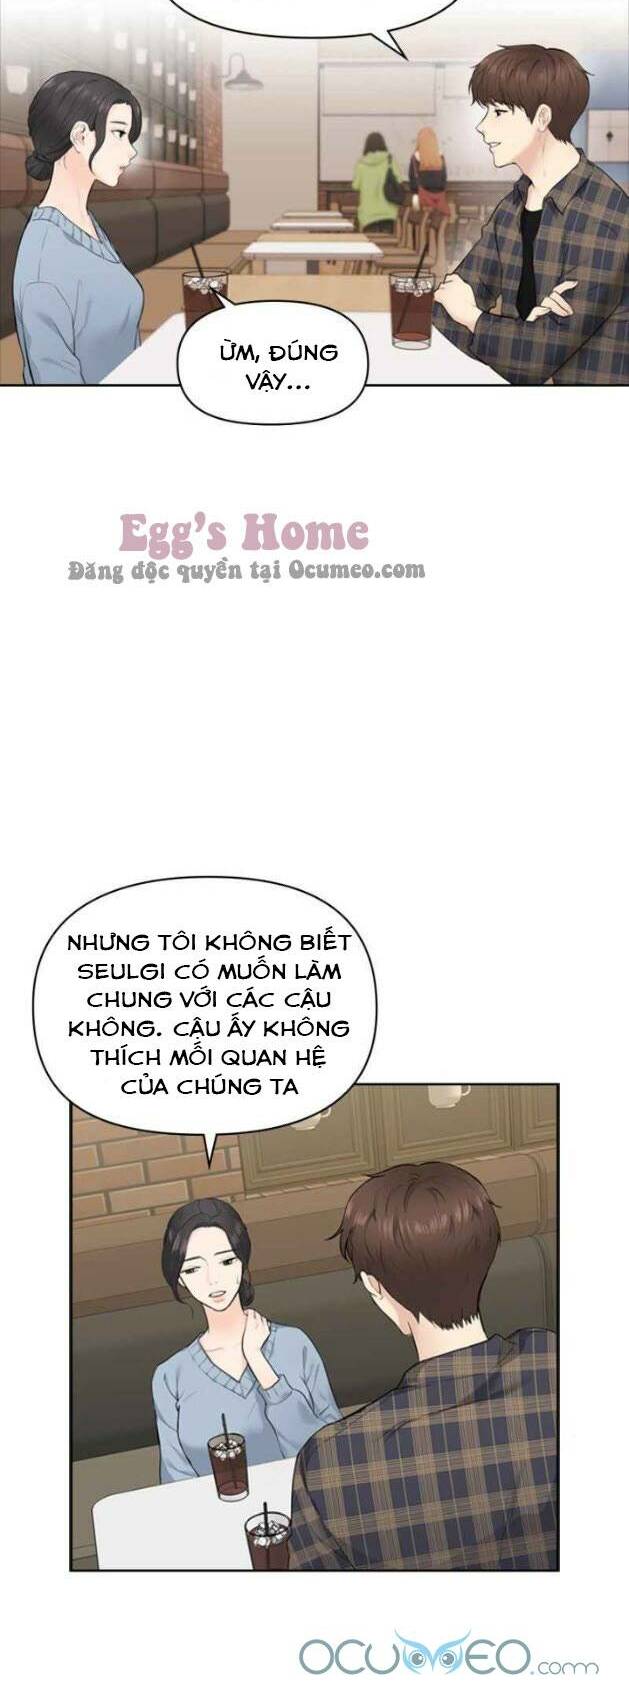 ỪM, ĐÚNG
VẬY...
Egg's Home
Đăng độc quyền tại Ocumeo.com
NHƯNG TÔI KHÔNG BIẾT
SEULGI CÓ MUỐN LÀM
CHUNG VỚI CÁC CẬU
KHÔNG. CẬU ẤY KHÔNG
THÍCH MỐI QUAN HỆ
CỦA CHÚNG TA
OCUMEO.comm